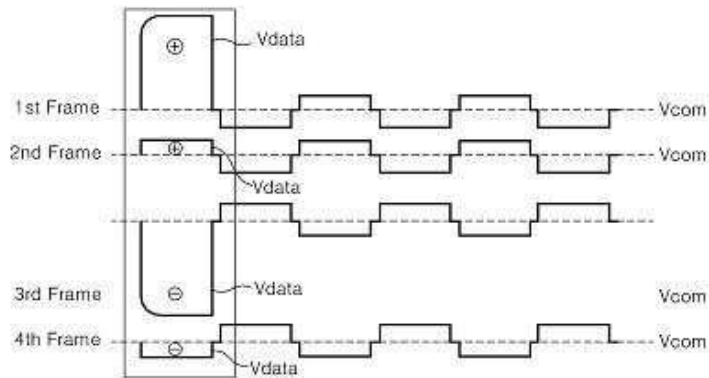 ⊕ Vdata
1st Frame Vcom
2nd Frame ⊕ Vcom
Vdata
3rd Frame ⊖ Vdata Vcom
4th Frame ⊖ Vcom
Vdata